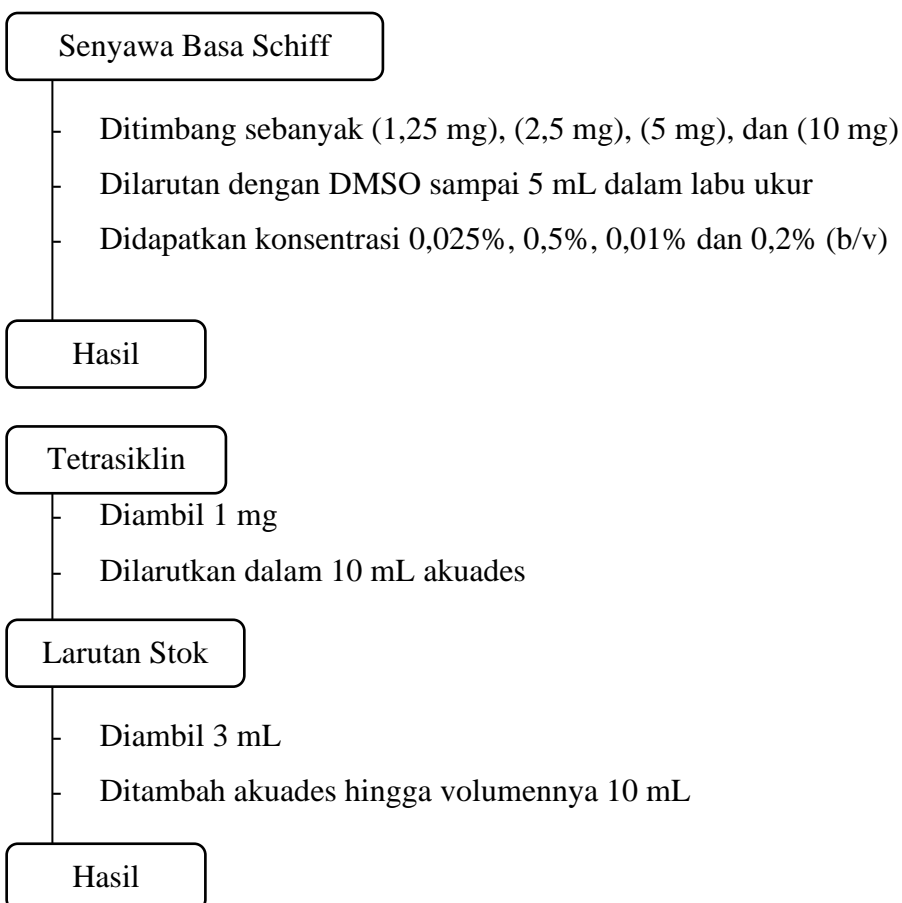 Senyawa Basa Schiff
- Ditimbang sebanyak (1,25 mg), (2,5 mg), (5 mg), dan (10 mg)
- Dilarutan dengan DMSO sampai 5 mL dalam labu ukur
- Didapatkan konsentrasi 0,025%, 0,5%, 0,01% dan 0,2% (b/v)
Hasil
Tetrasiklin
- Diambil 1 mg
- Dilarutkan dalam 10 mL akuades
Larutan Stok
- Diambil 3 mL
- Ditambah akuades hingga volumennya 10 mL
Hasil